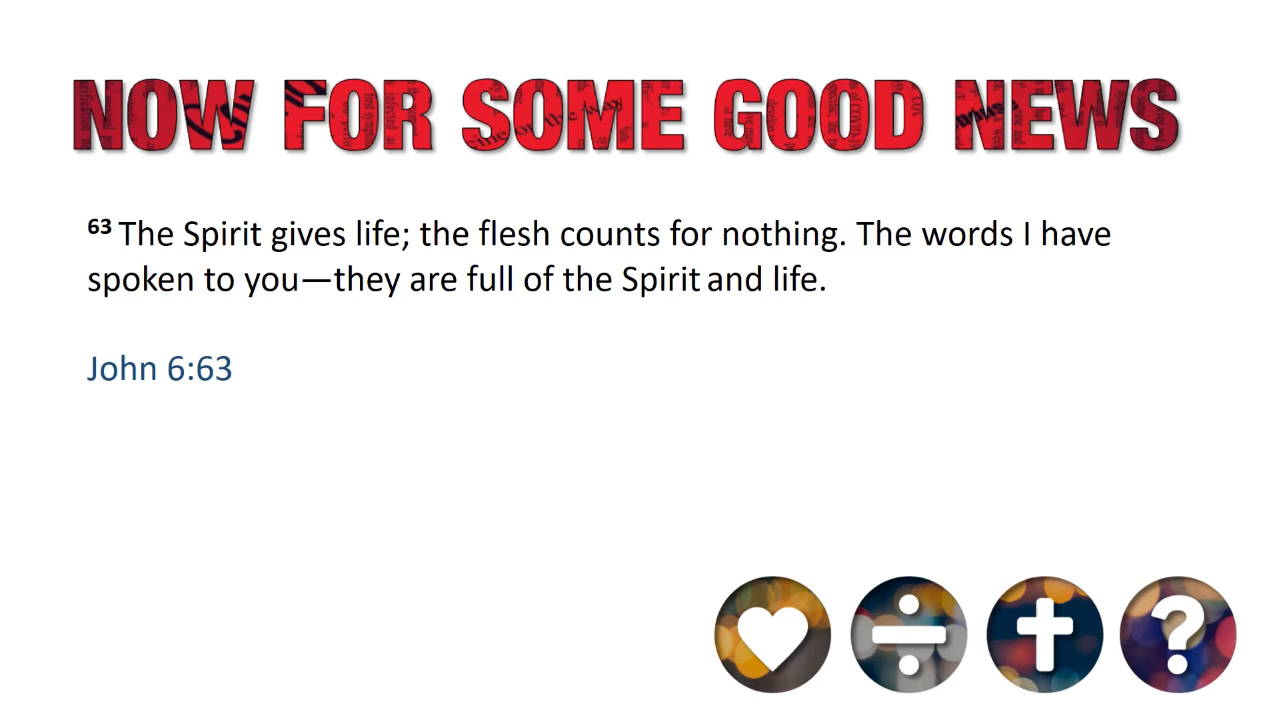 NOW FOR SOME GOOD NEWS
63 The Spirit gives life; the flesh counts for nothing. The words I have
spoken to you—they are full of the Spirit and life.
John 6:63